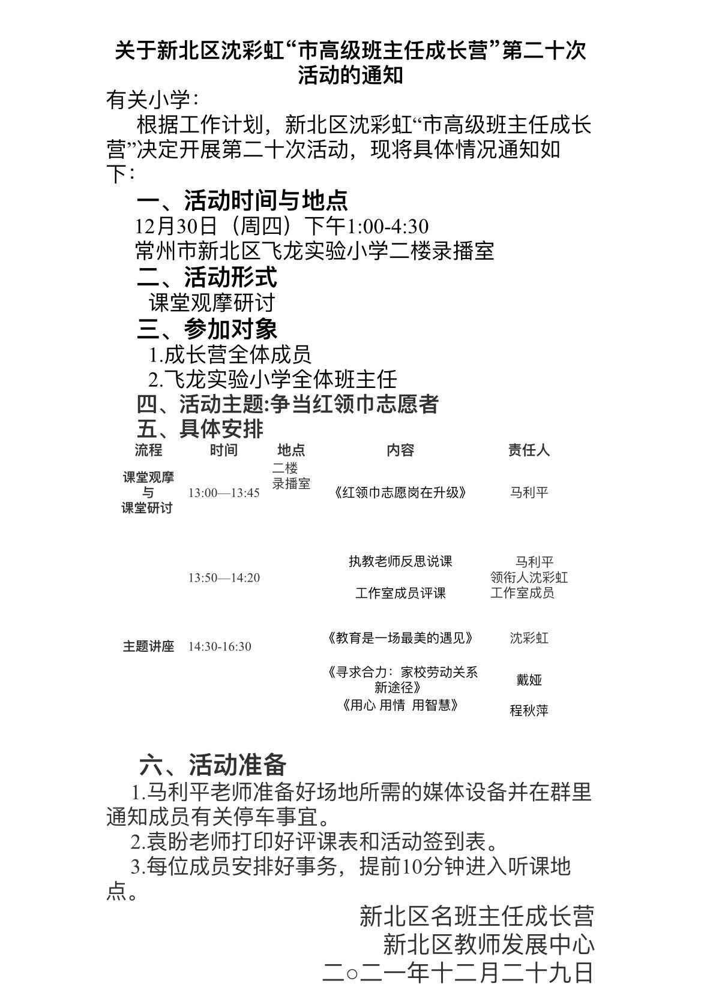 关于新北区沈彩虹“市高级班主任成长营”第二十次
活动的通知
有关小学：
根据工作计划，新北区沈彩虹“市高级班主任成长
营”决定开展第二十次活动，现将具体情况通知如
下：
一、活动时间与地点
12月30日（周四）下午1:00-4:30
常州市新北区飞龙实验小学二楼录播室
二、活动形式
课堂观摩研讨
三、参加对象
1.成长营全体成员
2.飞龙实验小学全体班主任
四、活动主题:争当红领巾志愿者
五、具体安排
流程 时间 地点 内容 责任人
课堂观摩
与
课堂研讨
13:00—13:45
二楼
录播室
《红领巾志愿岗在升级》
马利平
13:50—14:20
执教老师反思说课
工作室成员评课
马利平
领衔人沈彩虹
工作室成员
主题讲座
14:30-16:30
《教育是一场最美的遇见》
沈彩虹
《寻求合力：家校劳动关系
新途径》
戴娅
《用心 用情 用智慧》
程秋萍
六、活动准备
1.马利平老师准备好场地所需的媒体设备并在群里
通知成员有关停车事宜。
2.袁盼老师打印好评课表和活动签到表。
3.每位成员安排好事务，提前10分钟进入听课地
点。
新北区名班主任成长营
新北区教师发展中心
二○二一年十二月二十九日